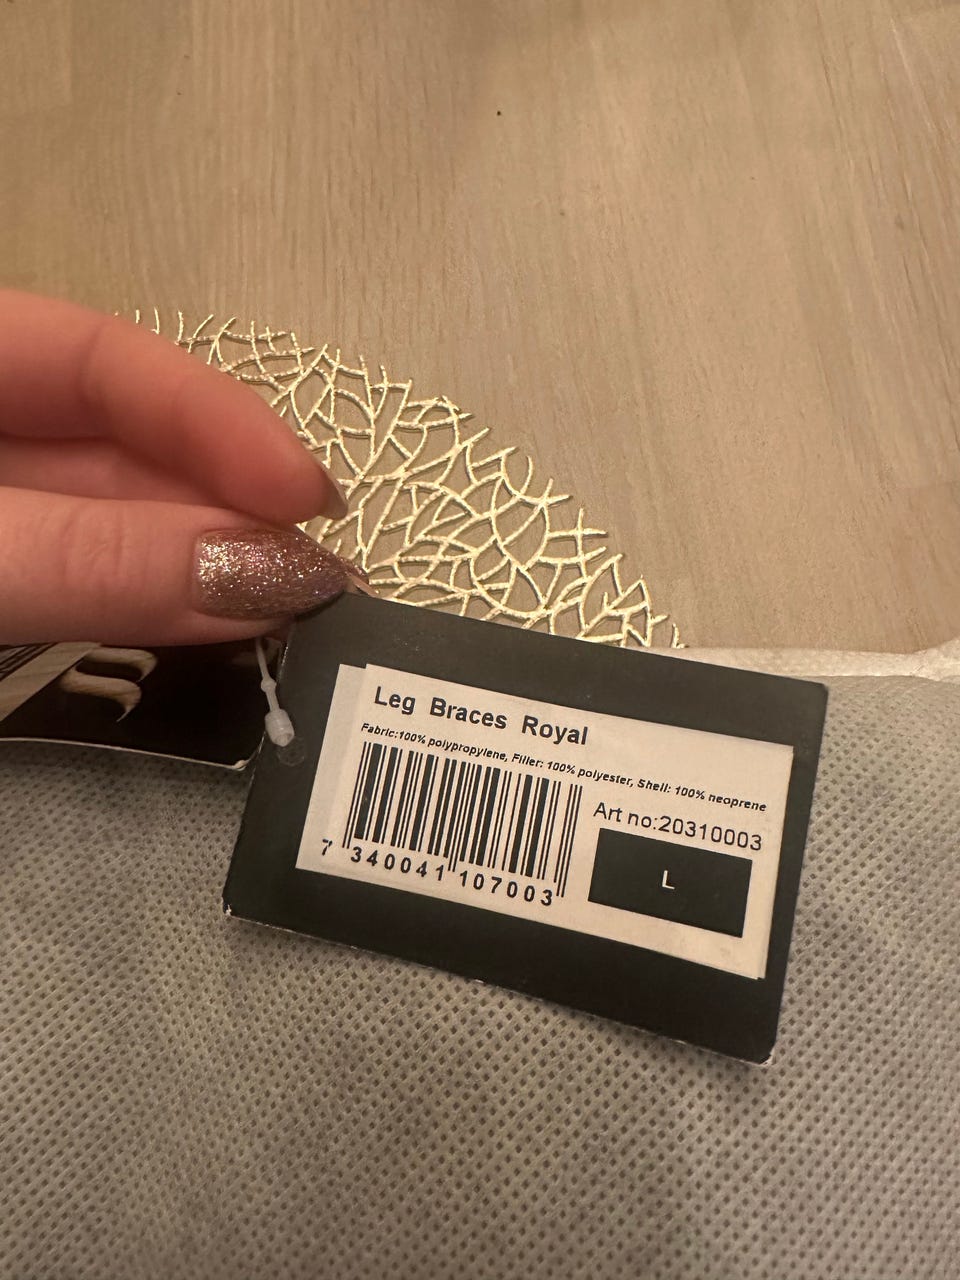 Leg Braces Royal
Fabric:100% polypropylene, Filler: 100% polyester, Shell: 100% neoprene
Art no:20310003
L
7 340041 107003